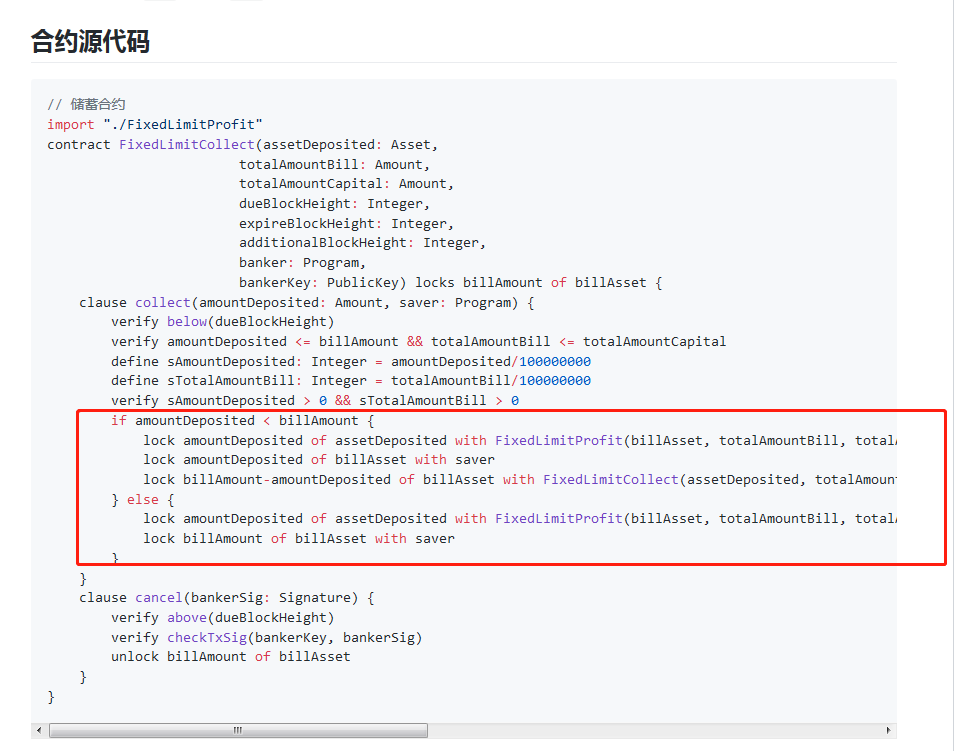 合约源代码
// 储蓄合约
import "./FixedLimitProfit"
contract FixedLimitCollect(assetDeposited: Asset,
                        totalAmountBill: Amount,
                        totalAmountCapital: Amount,
                        dueBlockHeight: Integer,
                        expireBlockHeight: Integer,
                        additionalBlockHeight: Integer,
                        banker: Program,
                        bankerKey: PublicKey) locks billAmount of billAsset {
    clause collect(amountDeposited: Amount, saver: Program) {
        verify below(dueBlockHeight)
        verify amountDeposited <= billAmount && totalAmountBill <= totalAmountCapital
        define sAmountDeposited: Integer = amountDeposited/100000000
        define sTotalAmountBill: Integer = totalAmountBill/100000000
        verify sAmountDeposited > 0 && sTotalAmountBill > 0
        if amountDeposited < billAmount {
            lock amountDeposited of assetDeposited with FixedLimitProfit(billAsset, totalAmountBill, total
            lock amountDeposited of billAsset with saver
            lock billAmount-amountDeposited of billAsset with FixedLimitCollect(assetDeposited, totalAmoun
        } else {
            lock amountDeposited of assetDeposited with FixedLimitProfit(billAsset, totalAmountBill, total
            lock billAmount of billAsset with saver
        }
    }
    clause cancel(bankerSig: Signature) {
        verify above(dueBlockHeight)
        verify checkTxSig(bankerKey, bankerSig)
        unlock billAmount of billAsset
    }
}